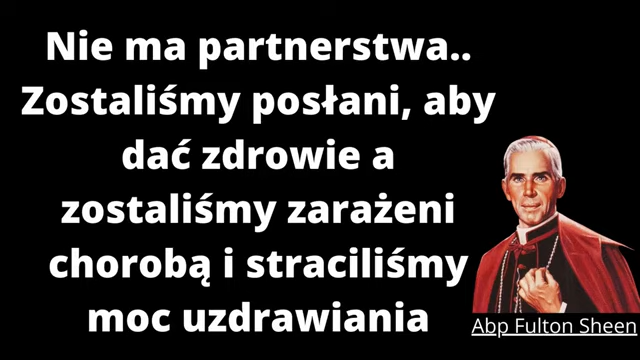 Nie ma partnerstwa..
Zostaliśmy posłani, aby
dać zdrowie a
zostaliśmy zarażeni
chorobą i straciliśmy
moc uzdrawiania
Abp Fulton Sheen